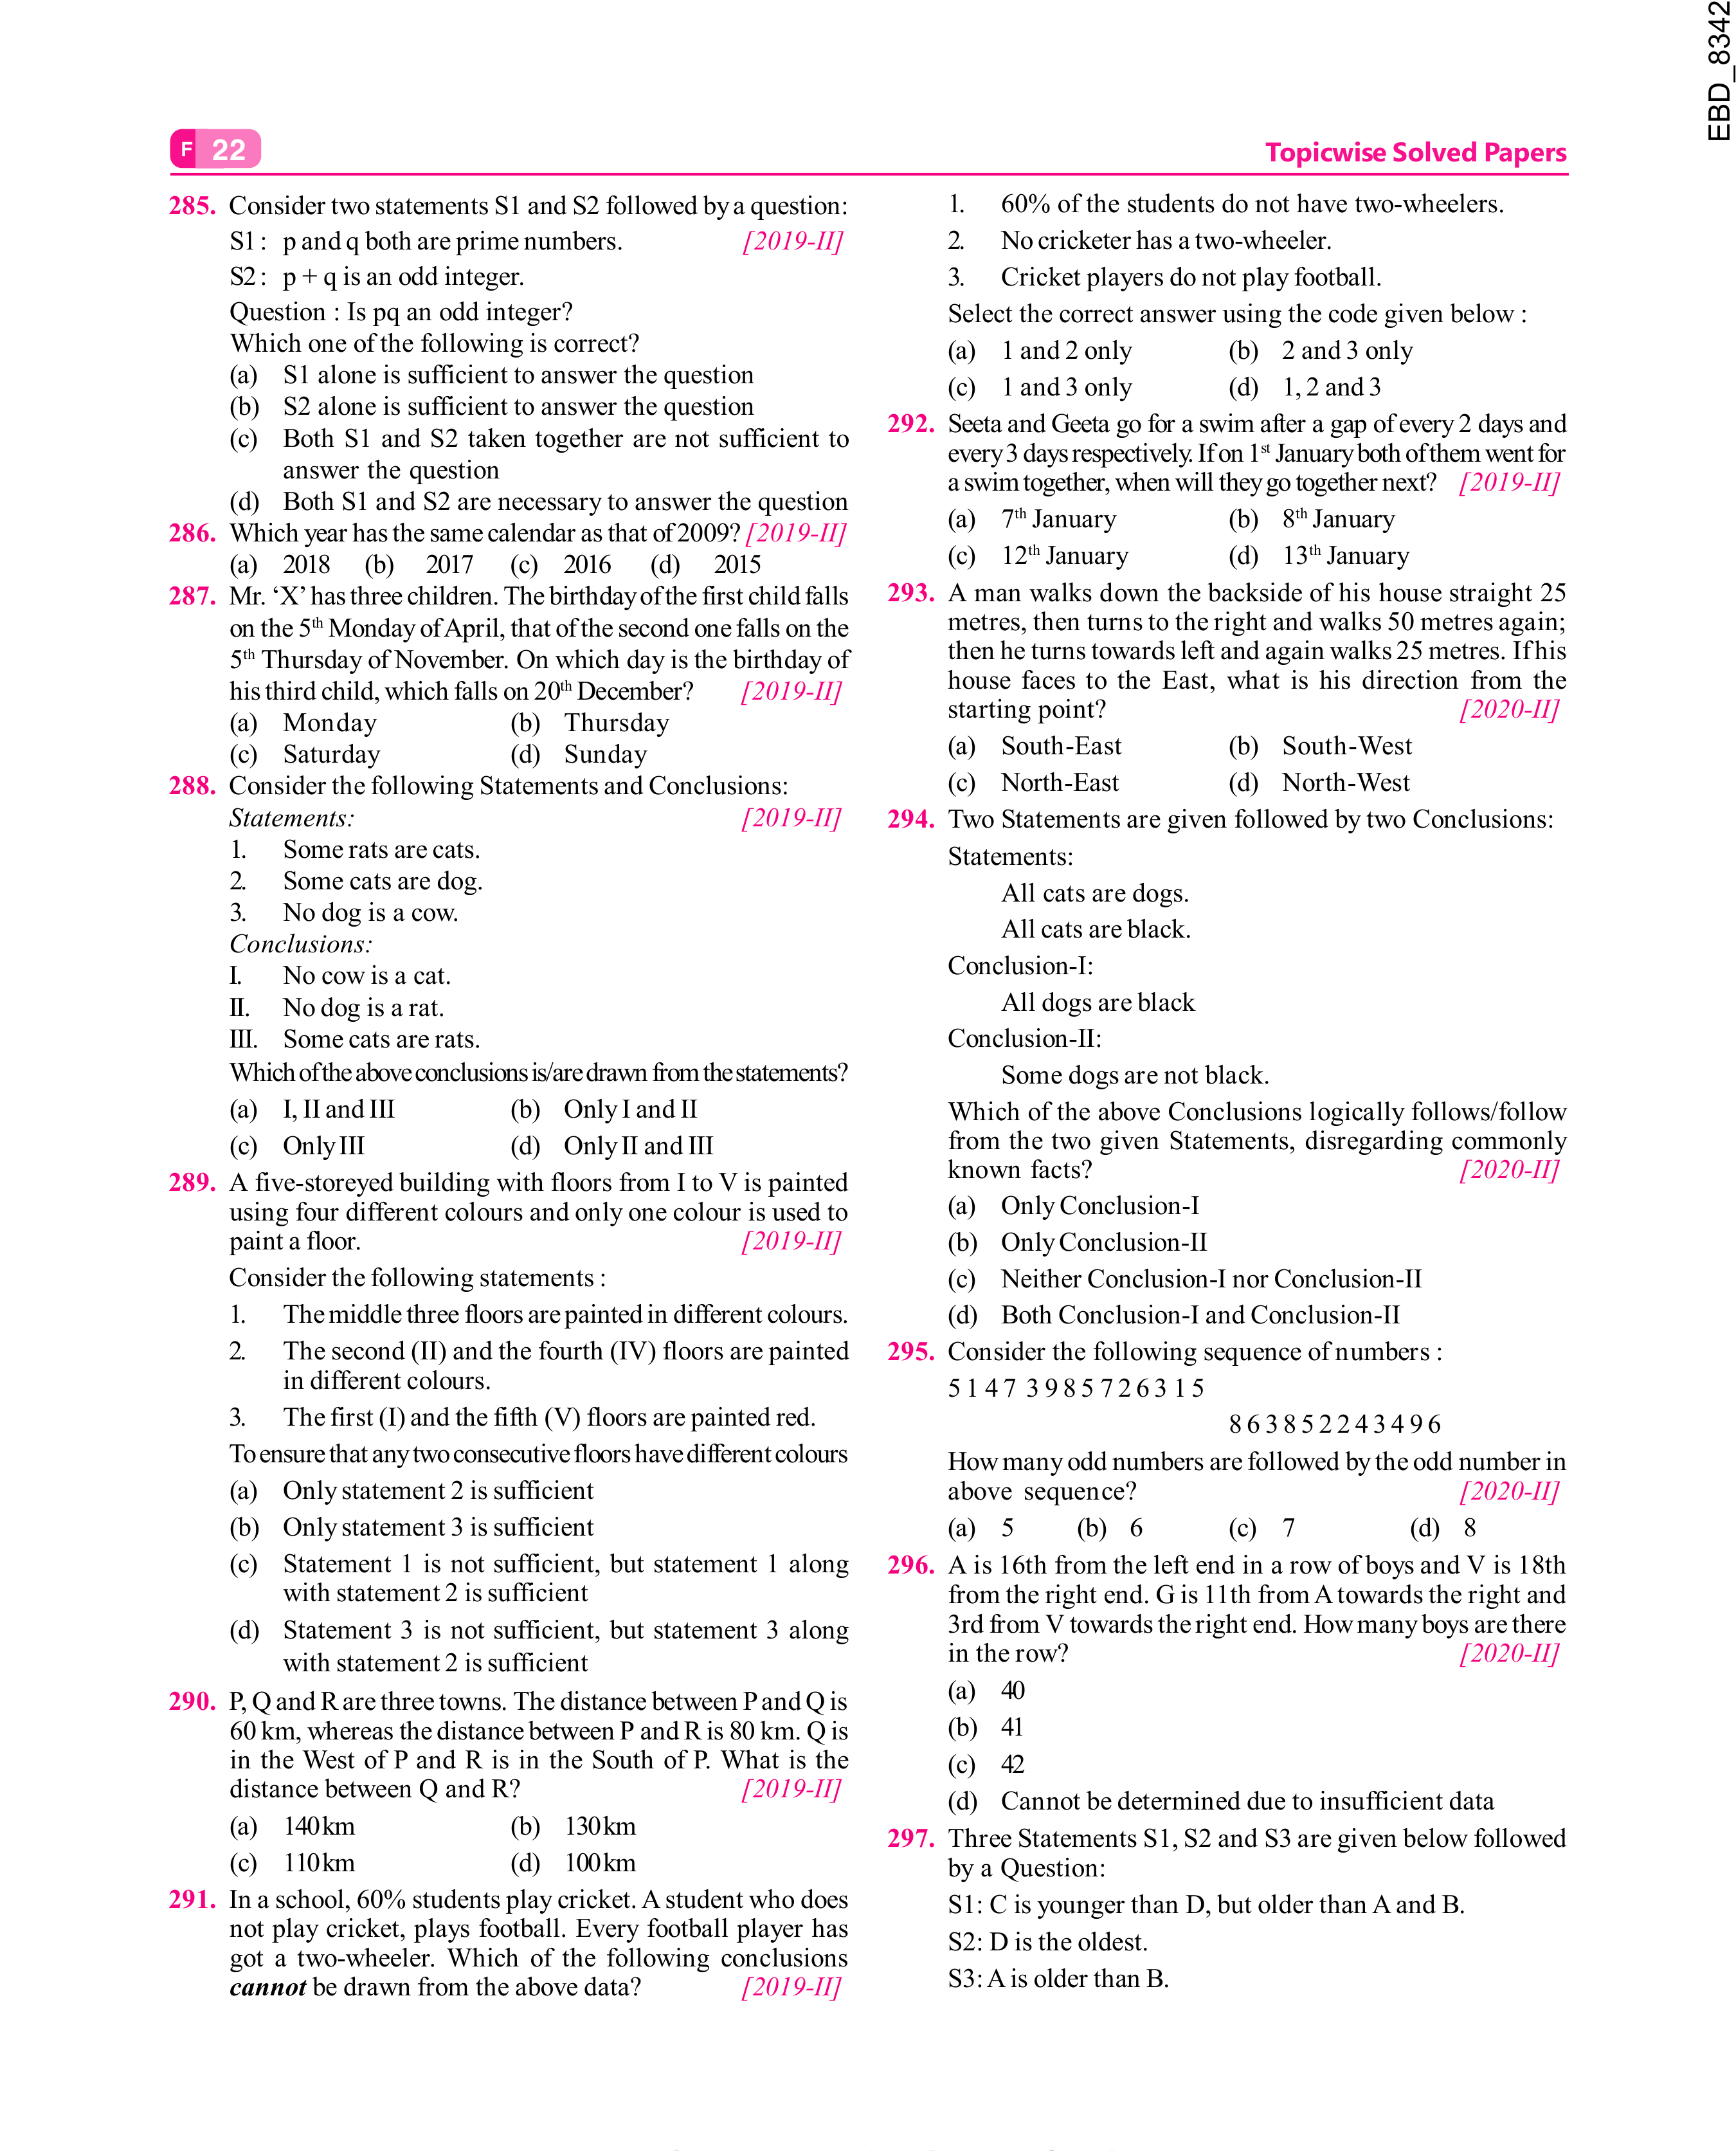 EBD_8342
F 22
Topicwise Solved Papers
285. Consider two statements S1 and S2 followed by a question:
S1 : p and q both are prime numbers. [2019-II]
S2 : p + q is an odd integer.
Question : Is pq an odd integer?
Which one of the following is correct?
(a) S1 alone is sufficient to answer the question
(b) S2 alone is sufficient to answer the question
(c) Both S1 and S2 taken together are not sufficient to
answer the question
(d) Both S1 and S2 are necessary to answer the question
286. Which year has the same calendar as that of 2009? [2019-II]
(a) 2018 (b) 2017 (c) 2016 (d) 2015
287. Mr. ‘X’ has three children. The birthday of the first child falls
on the 5th Monday of April, that of the second one falls on the
5th Thursday of November. On which day is the birthday of
his third child, which falls on 20th December? [2019-II]
(a) Monday (b) Thursday
(c) Saturday (d) Sunday
288. Consider the following Statements and Conclusions:
Statements: [2019-II]
1. Some rats are cats.
2. Some cats are dog.
3. No dog is a cow.
Conclusions:
I. No cow is a cat.
II. No dog is a rat.
III. Some cats are rats.
Which of the above conclusions is/are drawn from the statements?
(a) I, II and III (b) Only I and II
(c) Only III (d) Only II and III
289. A five-storeyed building with floors from I to V is painted
using four different colours and only one colour is used to
paint a floor. [2019-II]
Consider the following statements :
1. The middle three floors are painted in different colours.
2. The second (II) and the fourth (IV) floors are painted
in different colours.
3. The first (I) and the fifth (V) floors are painted red.
To ensure that any two consecutive floors have different colours
(a) Only statement 2 is sufficient
(b) Only statement 3 is sufficient
(c) Statement 1 is not sufficient, but statement 1 along
with statement 2 is sufficient
(d) Statement 3 is not sufficient, but statement 3 along
with statement 2 is sufficient
290. P, Q and R are three towns. The distance between P and Q is
60 km, whereas the distance between P and R is 80 km. Q is
in the West of P and R is in the South of P. What is the
distance between Q and R? [2019-II]
(a) 140 km (b) 130 km
(c) 110 km (d) 100 km
291. In a school, 60% students play cricket. A student who does
not play cricket, plays football. Every football player has
got a two-wheeler. Which of the following conclusions
cannot be drawn from the above data? [2019-II]
1. 60% of the students do not have two-wheelers.
2. No cricketer has a two-wheeler.
3. Cricket players do not play football.
Select the correct answer using the code given below :
(a) 1 and 2 only (b) 2 and 3 only
(c) 1 and 3 only (d) 1, 2 and 3
292. Seeta and Geeta go for a swim after a gap of every 2 days and
every 3 days respectively. If on 1st January both of them went for
a swim together, when will they go together next? [2019-II]
(a) 7th January (b) 8th January
(c) 12th January (d) 13th January
293. A man walks down the backside of his house straight 25
metres, then turns to the right and walks 50 metres again;
then he turns towards left and again walks 25 metres. If his
house faces to the East, what is his direction from the
starting point? [2020-II]
(a) South-East (b) South-West
(c) North-East (d) North-West
294. Two Statements are given followed by two Conclusions:
Statements:
All cats are dogs.
All cats are black.
Conclusion-I:
All dogs are black
Conclusion-II:
Some dogs are not black.
Which of the above Conclusions logically follows/follow
from the two given Statements, disregarding commonly
known facts? [2020-II]
(a) Only Conclusion-I
(b) Only Conclusion-II
(c) Neither Conclusion-I nor Conclusion-II
(d) Both Conclusion-I and Conclusion-II
295. Consider the following sequence of numbers :
5 1 4 7 3 9 8 5 7 2 6 3 1 5
8 6 3 8 5 2 2 4 3 4 9 6
How many odd numbers are followed by the odd number in
above sequence? [2020-II]
(a) 5 (b) 6 (c) 7 (d) 8
296. A is 16th from the left end in a row of boys and V is 18th
from the right end. G is 11th from A towards the right and
3rd from V towards the right end. How many boys are there
in the row? [2020-II]
(a) 40
(b) 41
(c) 42
(d) Cannot be determined due to insufficient data
297. Three Statements S1, S2 and S3 are given below followed
by a Question:
S1: C is younger than D, but older than A and B.
S2: D is the oldest.
S3: A is older than B.